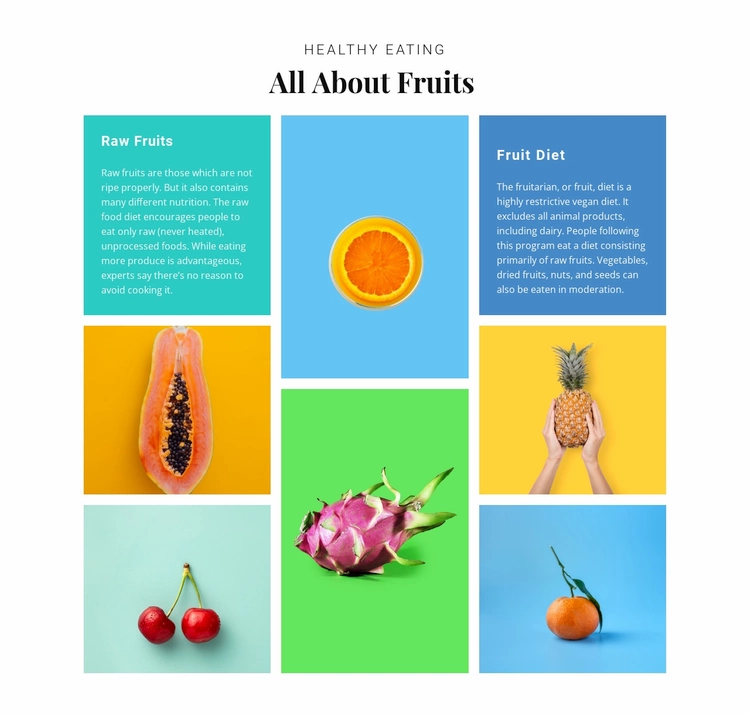 HEALTHY EATING
All About Fruits
Raw Fruits
Raw fruits are those which are not
ripe properly. But it also contains
many different nutrition. The raw
food diet encourages people to
eat only raw (never heated),
unprocessed foods. While eating
more produce is advantageous,
experts say there’s no reason to
avoid cooking it.
Fruit Diet
The fruitarian, or fruit, diet is a
highly restrictive vegan diet. It
excludes all animal products,
including dairy. People following
this program eat a diet consisting
primarily of raw fruits. Vegetables,
dried fruits, nuts, and seeds can
also be eaten in moderation.